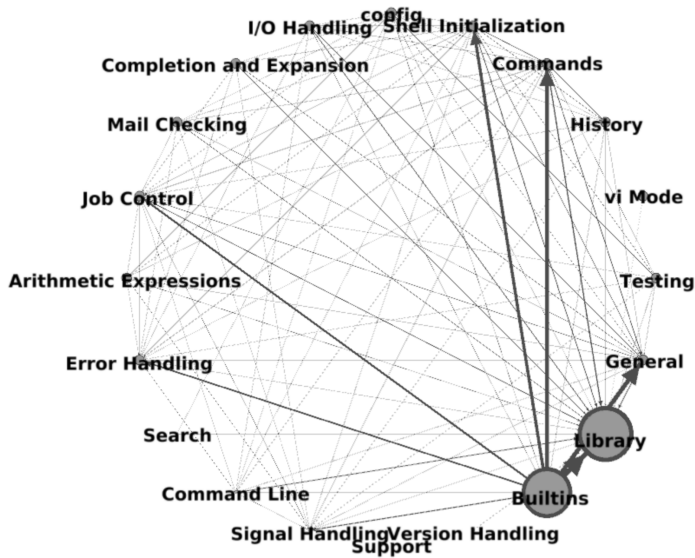 config
I/O Handling
Shell Initialization
Completion and Expansion
Commands
Mail Checking
History
Job Control
vi Mode
Arithmetic Expressions
Testing
Error Handling
General
Search
Library
Command Line
Builtins
Signal Handling
Version Handling
Support